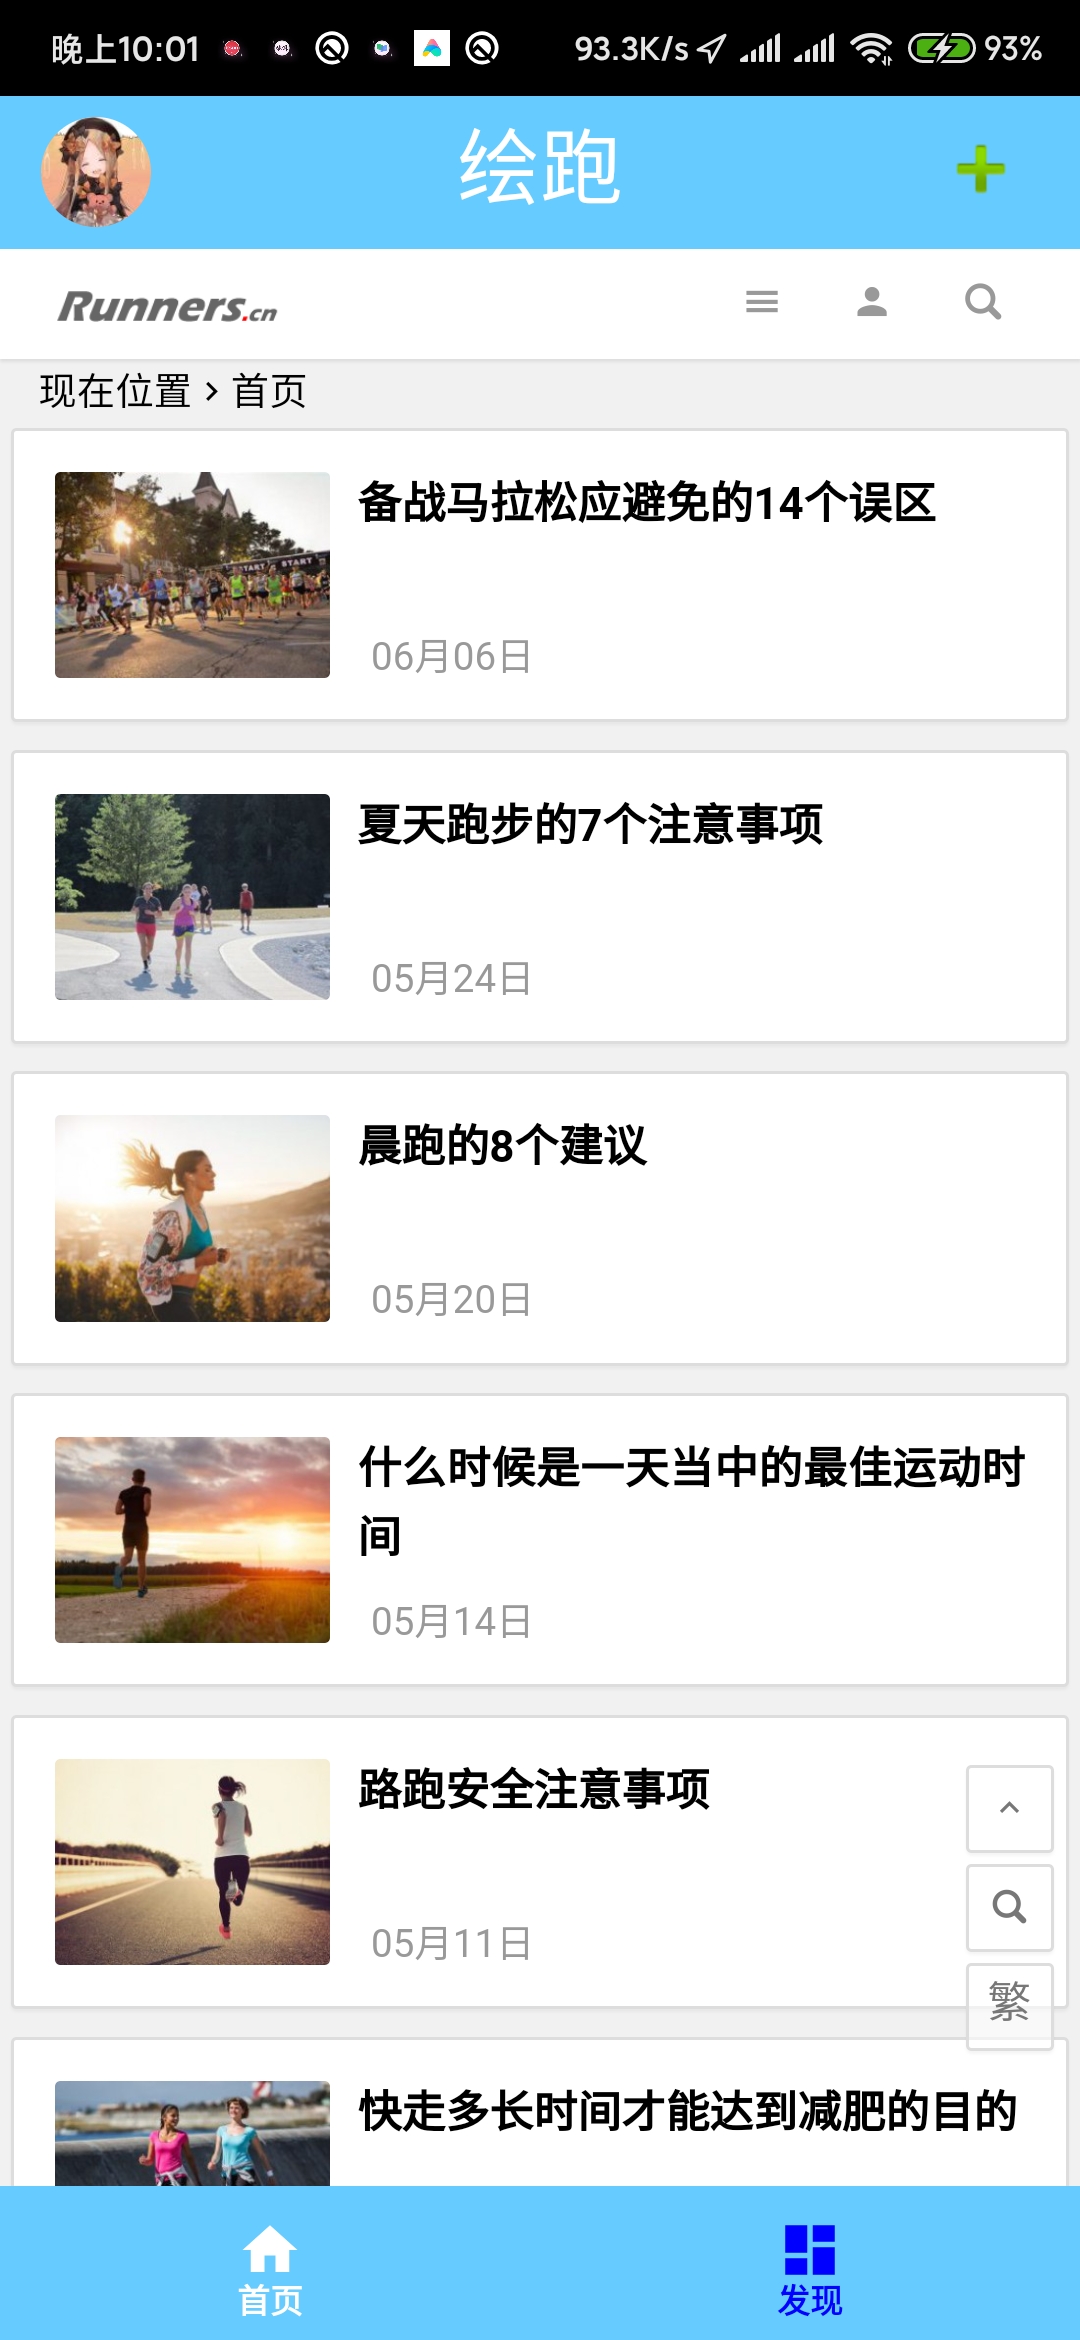 晚上10:01
93.3K/s
93%
绘跑
Runners.cn
现在位置 › 首页
备战马拉松应避免的14个误区
START
START
06月06日
夏天跑步的7个注意事项
05月24日
晨跑的8个建议
05月20日
什么时候是一天当中的最佳运动时
间
05月14日
路跑安全注意事项
05月11日
繁
快走多长时间才能达到减肥的目的
首页
发现